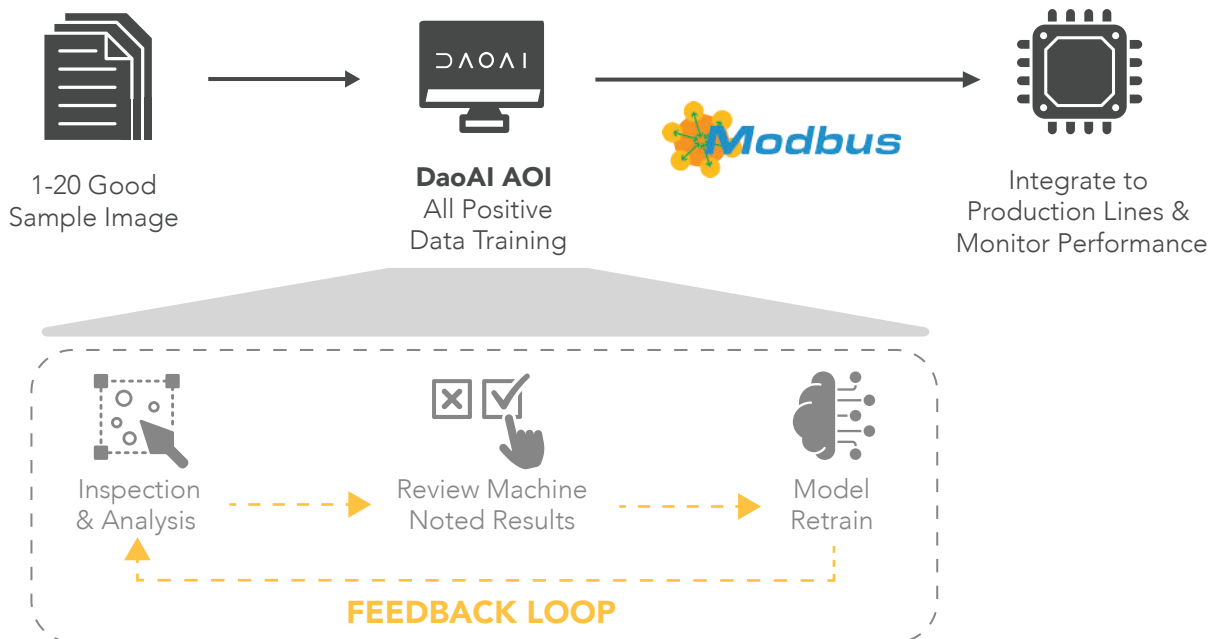 DAOAI
Modbus
1-20 Good
Sample Image
DaoAI AOI
All Positive
Data Training
Integrate to
Production Lines &
Monitor Performance
Inspection
& Analysis
Review Machine
Noted Results
Model
Retrain
FEEDBACK LOOP